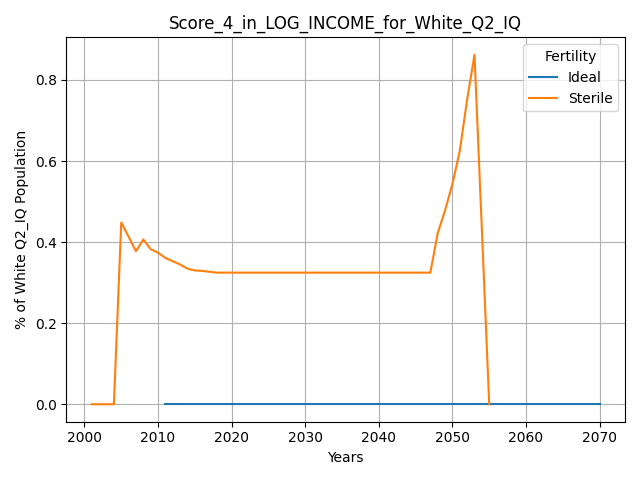 Score_4_in_LOG_INCOME_for_White_Q2_IQ
Fertility
Ideal
Sterile
% of White Q2_IQ Population
0.8
0.6
0.4
0.2
0.0
2000 2010 2020 2030 2040 2050 2060 2070
Years